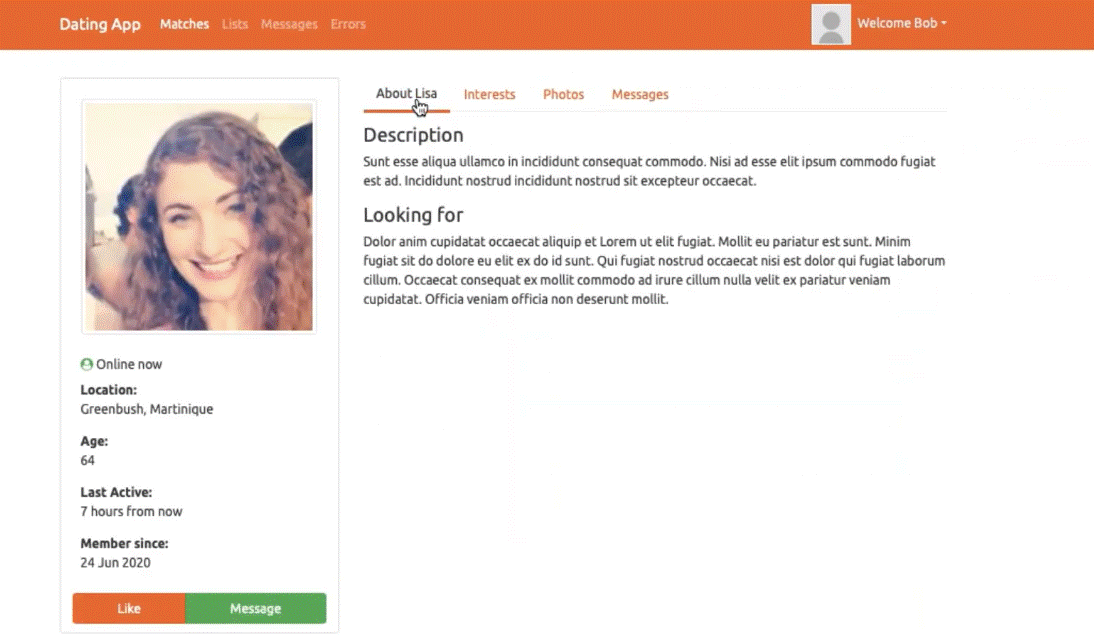 Dating App Matches Lists Messages Errors Welcome Bob
About Lisa Interests Photos Messages
Description
Sunt esse aliqua ullamco in incididunt consequat commodo. Nisi ad esse elit ipsum commodo fugiat
est ad. Incididunt nostrud incididunt nostrud sit excepteur occaecat.
Looking for
Dolor anim cupidatat occaecat aliquip et Lorem ut elit fugiat. Mollit eu pariatur est sunt. Minim
fugiat sit do dolore eu elit ex do id sunt. Qui fugiat nostrud occaecat nisi est dolor qui fugiat laborum
cillum. Occaecat consequat ex mollit commodo ad irure cillum nulla velit ex pariatur veniam
cupidatat. Officia veniam officia non deserunt mollit.
Online now
Location:
Greenbush, Martinique
Age:
64
Last Active:
7 hours from now
Member since:
24 Jun 2020
Like Message